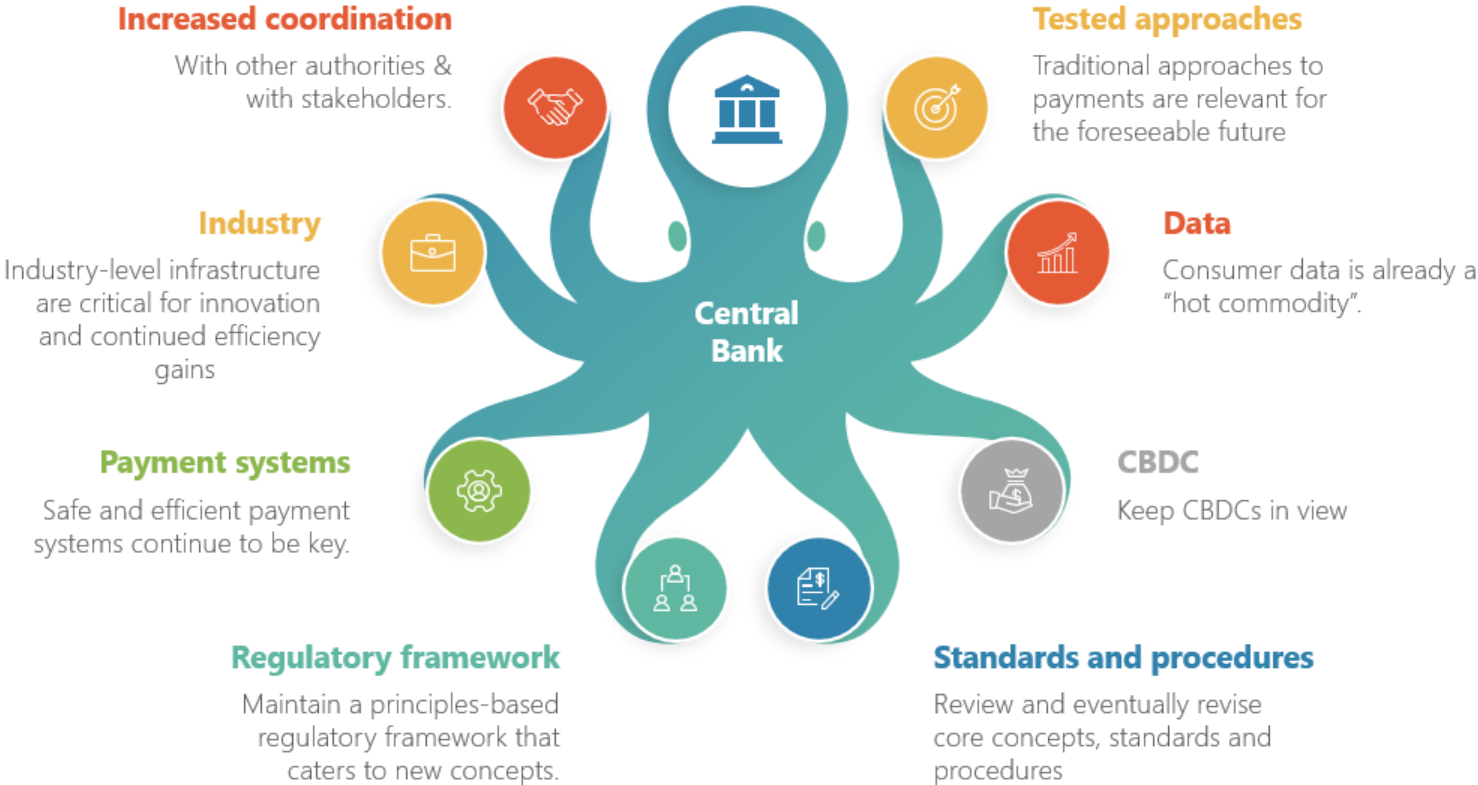 Increased coordination
With other authorities &
with stakeholders.
Tested approaches
Traditional approaches to
payments are relevant for
the foreseeable future
Industry
Industry-level infrastructure
are critical for innovation
and continued efficiency
gains
Data
Consumer data is already a
“hot commodity”.
Central
Bank
Payment systems
Safe and efficient payment
systems continue to be key.
CBDC
Keep CBDCs in view
Regulatory framework
Maintain a principles-based
regulatory framework that
caters to new concepts.
Standards and procedures
Review and eventually revise
core concepts, standards and
procedures